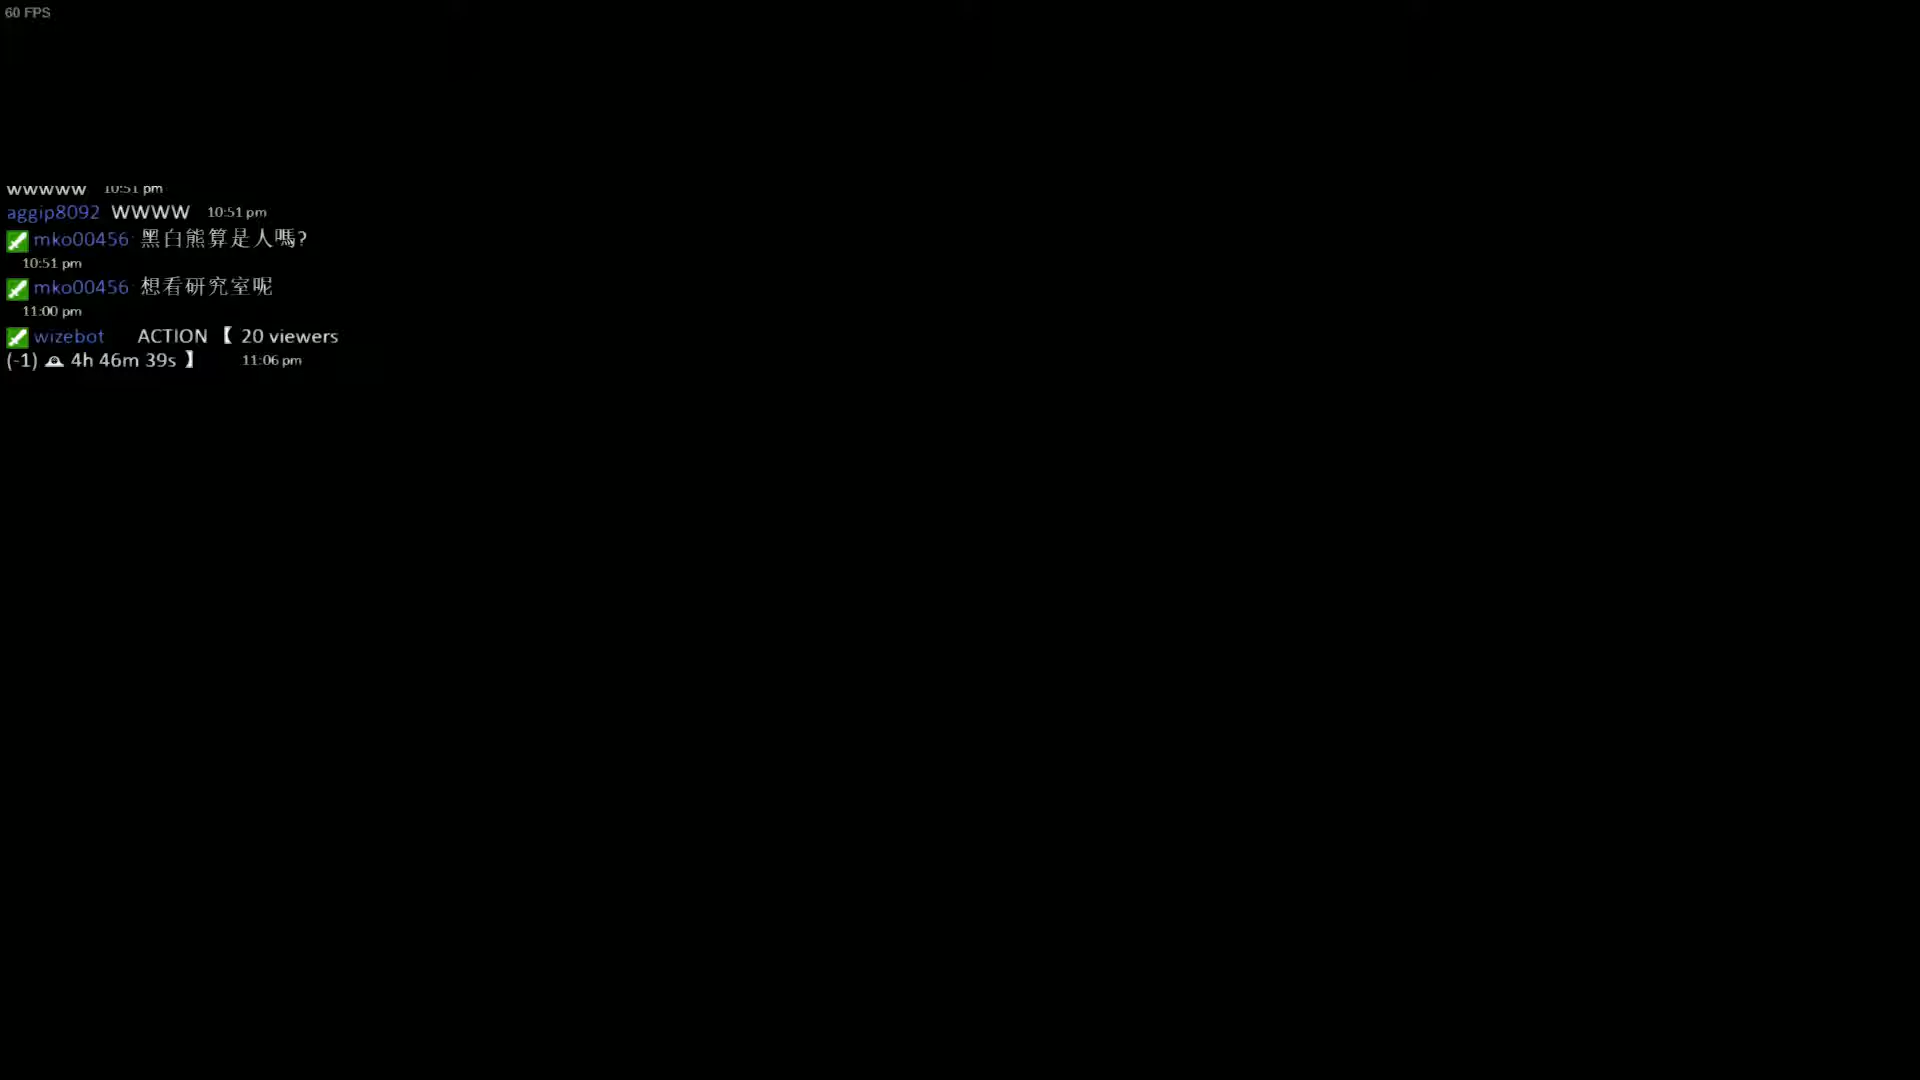 60 FPS
wwwww 10:51 pm
aggip8092 WWWW 10:51 pm
mko00456: 黑白熊算是人嗎?
10:51 pm
mko00456: 想看研究室呢
11:00 pm
wizebot ACTION 【 20 viewers
(-1) 🕰 4h 46m 39s 】 11:06 pm